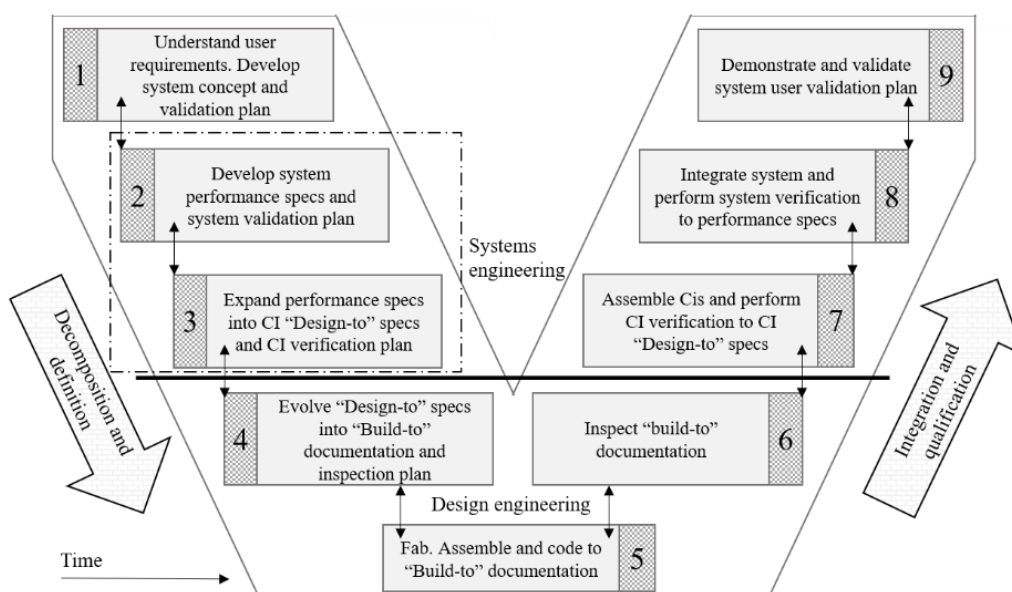 1
Understand user
requirements. Develop
system concept and
validation plan
2
Develop system
performance specs and
system validation plan
3
Expand performance specs
into CI “Design-to” specs
and CI verification plan
Systems
engineering
4
Evolve “Design-to” specs
into “Build-to”
documentation and
inspection plan
Design engineering
Fab. Assemble and code to
“Build-to” documentation
5
Inspect “build-to”
documentation
6
Assemble Cis and perform
CI verification to CI
“Design-to” specs
7
Integrate system and
perform system verification
to performance specs
8
Demonstrate and validate
system user validation plan
9
Decomposition and
definition
Integration and
qualification
Time